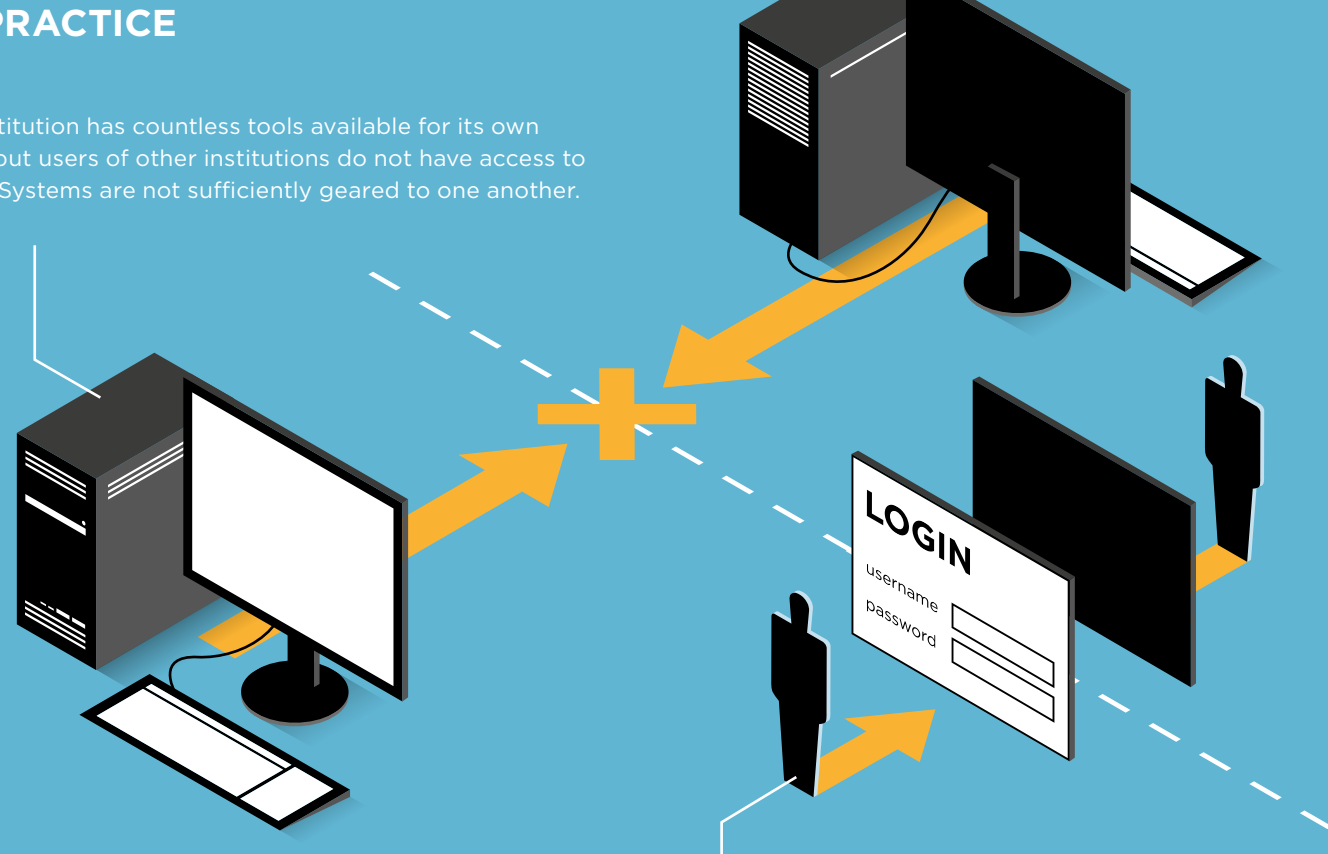 PRACTICE
titution has countless tools available for its own
but users of other institutions do not have access to
Systems are not sufficiently geared to one another.
LOGIN
username
password